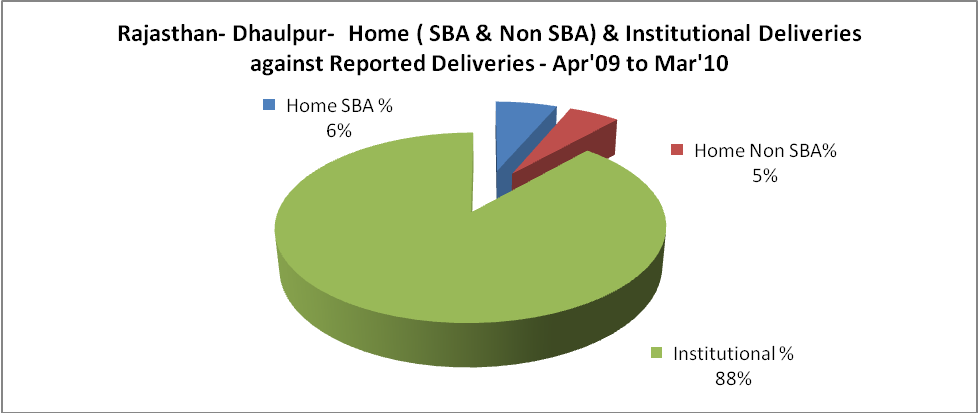 Rajasthan- Dhaulpur- Home ( SBA & Non SBA) & Institutional Deliveries
against Reported Deliveries - Apr'09 to Mar'10
Home SBA %
6%
Home Non SBA%
5%
Institutional %
88%